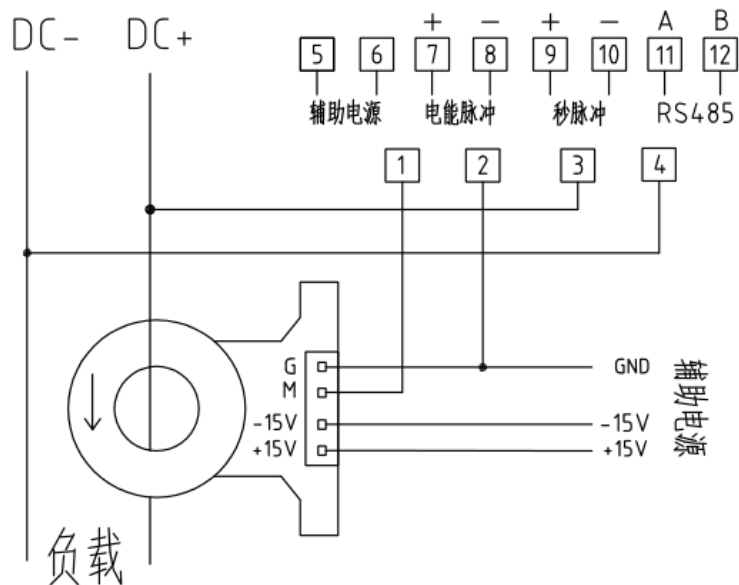 DC- DC+
+ - + - A B
5 6 7 8 9 10 11 12
辅助电源 电能脉冲 秒脉冲 RS485
1 2 3 4
G GND
M
-15V -15V
+15V +15V
辅助电源
负载